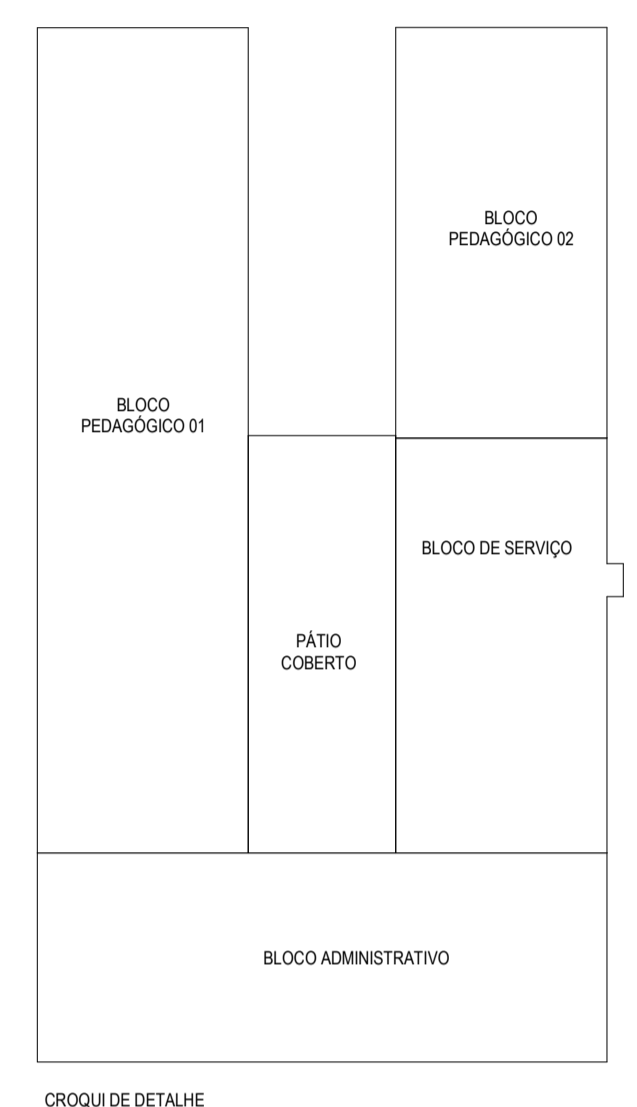 BLOCO
PEDAGÓGICO 02
BLOCO
PEDAGÓGICO 01
BLOCO DE SERVIÇO
PÁTIO
COBERTO
BLOCO ADMINISTRATIVO
CROQUI DE DETALHE